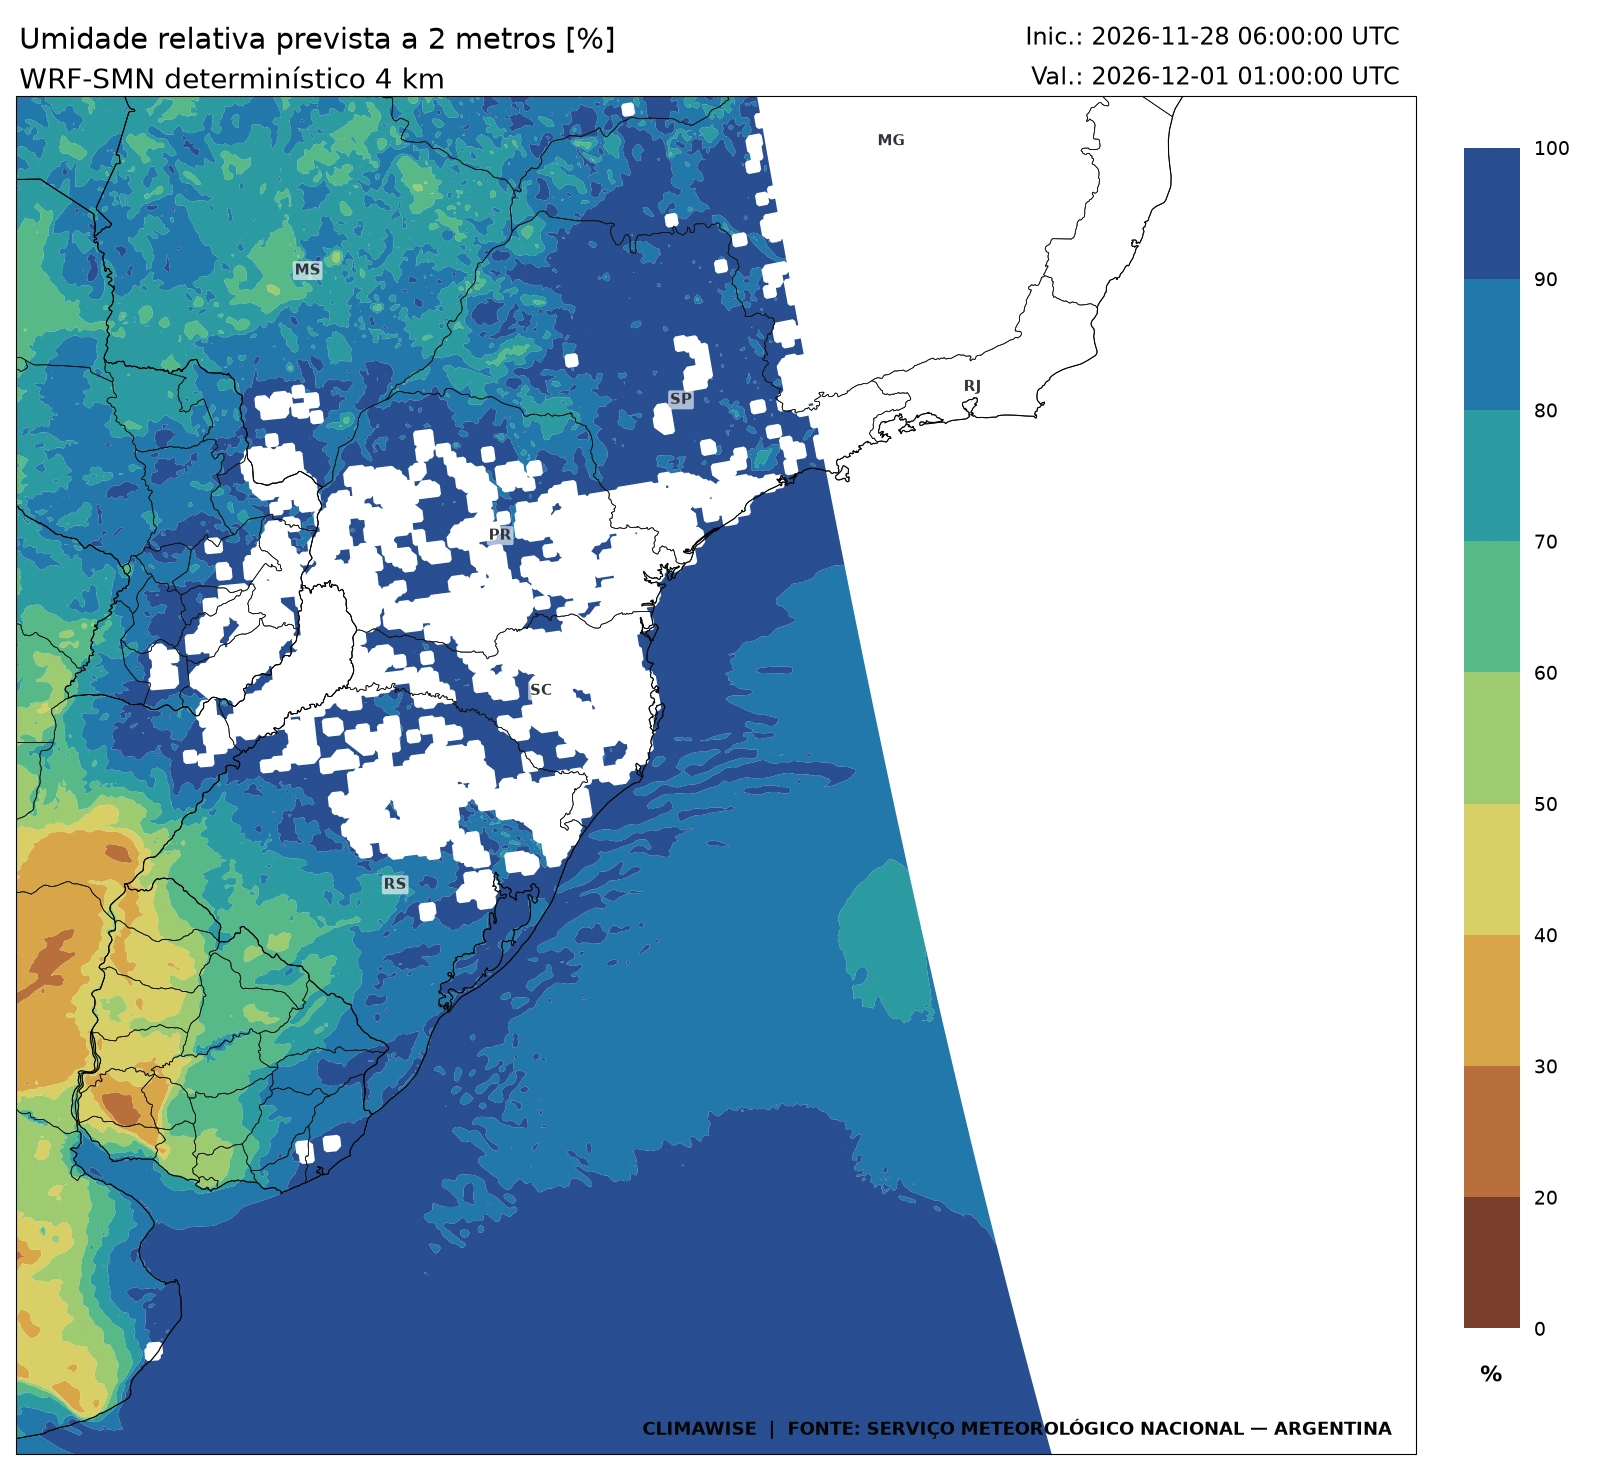 Umidade relativa prevista a 2 metros [%]
WRF-SMN determinístico 4 km
Inic.: 2026-11-28 06:00:00 UTC
Val.: 2026-12-01 01:00:00 UTC
MG
MS
RJ
SP
PR
SC
RS
100
90
80
70
60
50
40
30
20
0
%
CLIMAWISE | FONTE: SERVIÇO METEOROLÓGICO NACIONAL — ARGENTINA